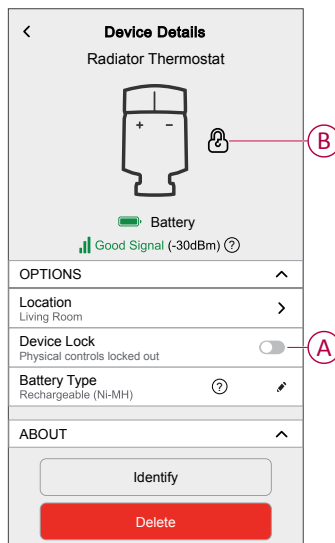 Device Details
Radiator Thermostat
+ -
B
Battery
Good Signal (-30dBm) ?
OPTIONS
Location
Living Room
Device Lock
Physical controls locked out
A
Battery Type
Rechargeable (Ni-MH) ?
ABOUT
Identify
Delete